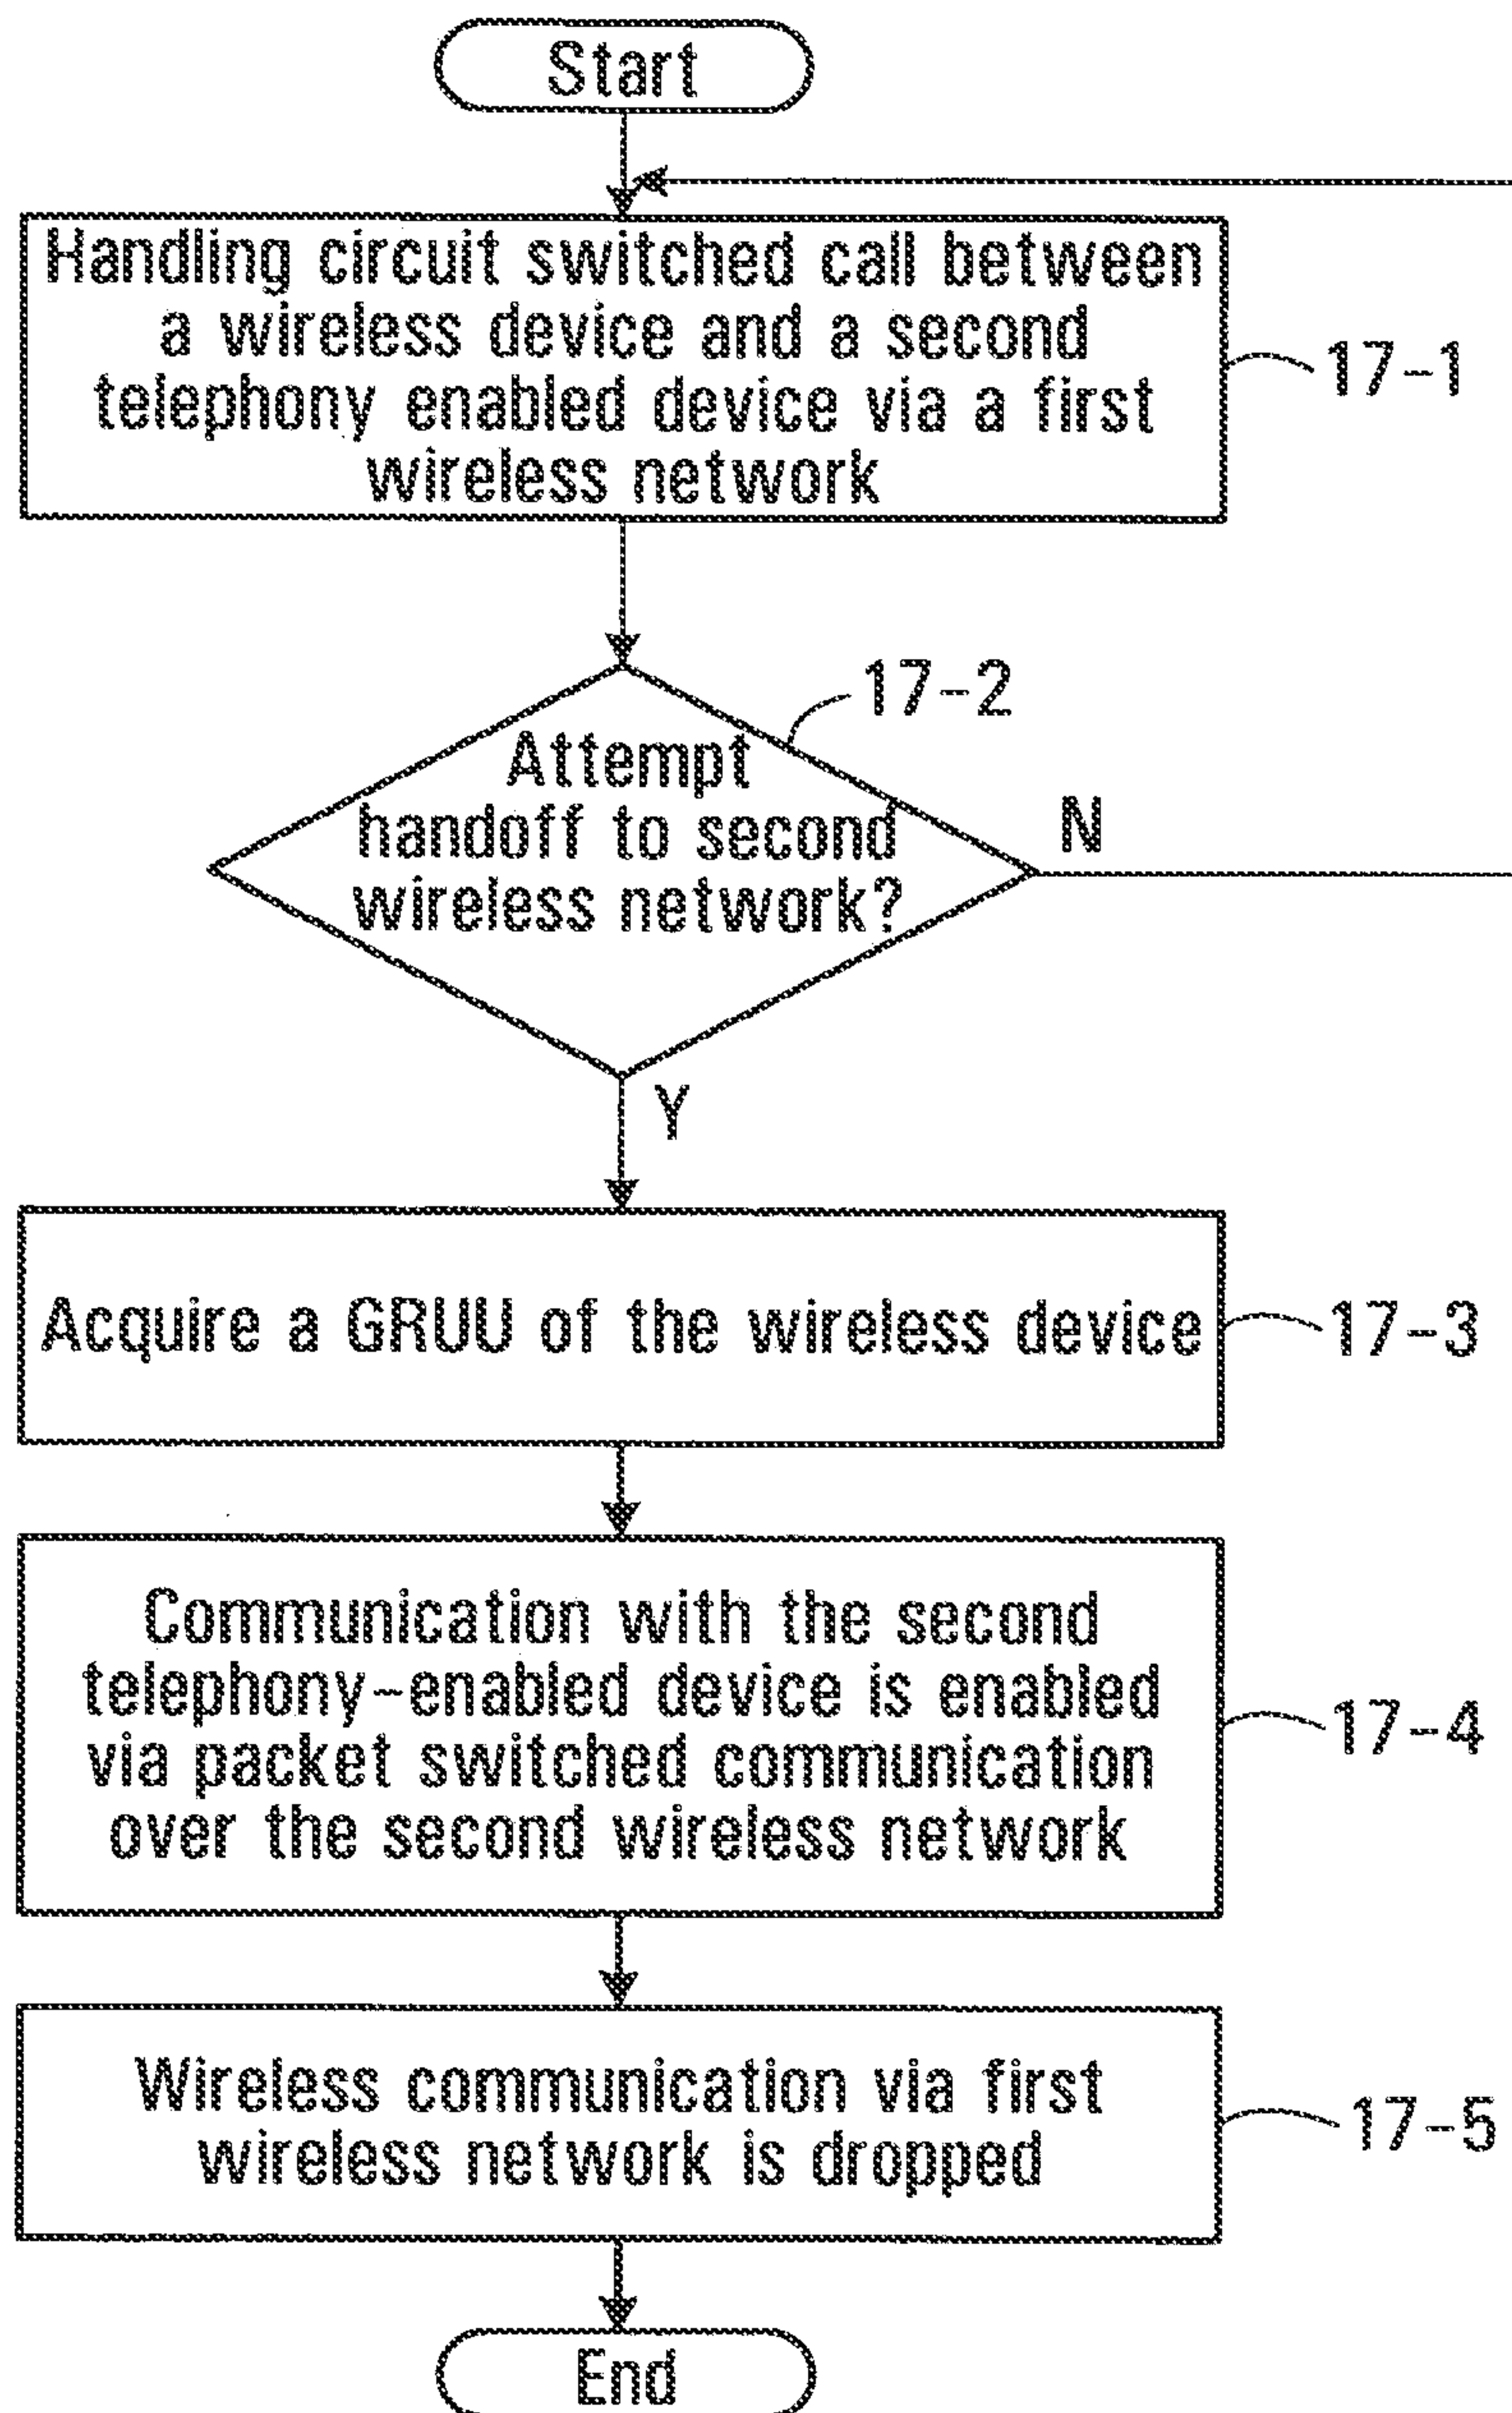 Start
Handling circuit switched call between
a wireless device and a second
telephony enabled device via a first
wireless network
17-1
17-2
Attempt
handoff to second
wireless network?
N
Y
Acquire a GRUU of the wireless device
17-3
Communication with the second
telephony-enabled device is enabled
via packet switched communication
over the second wireless network
17-4
Wireless communication via first
wireless network is dropped
17-5
End